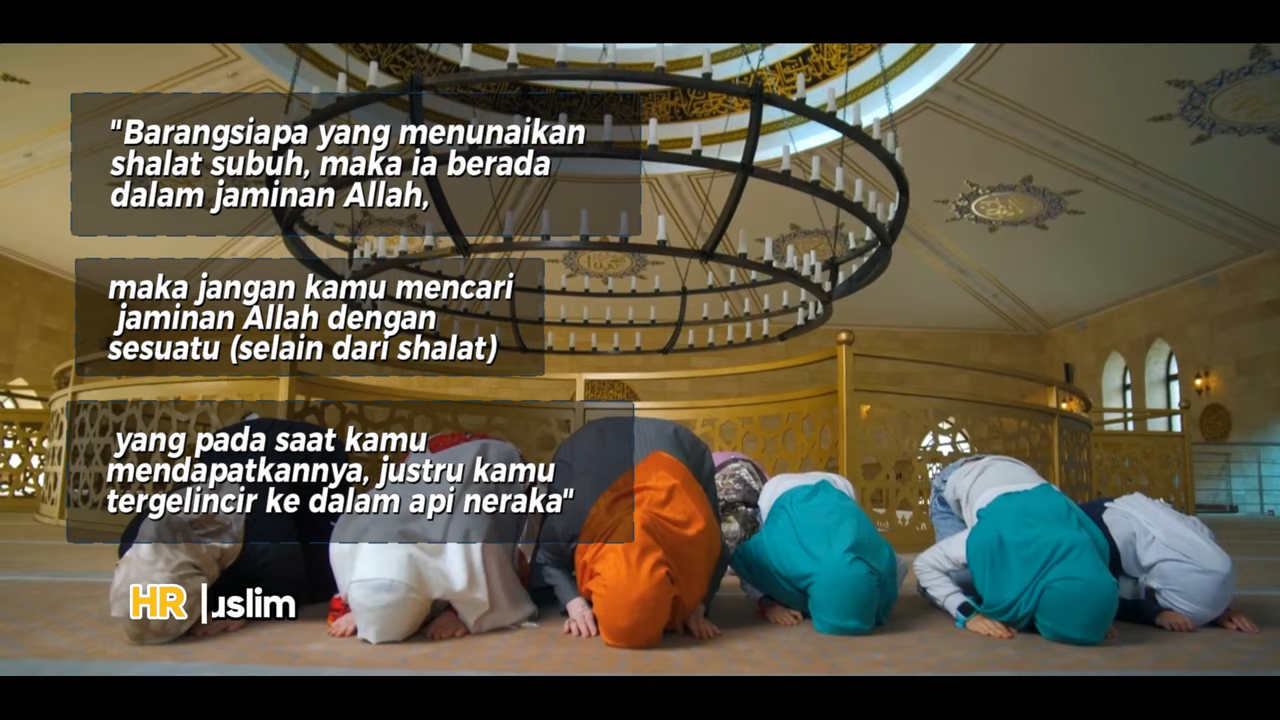 "Barangsiapa yang menunaikan
shalat subuh, maka ia berada
dalam jaminan Allah,
maka jangan kamu mencari
jaminan Allah dengan
sesuatu (selain dari shalat)
yang pada saat kamu
mendapatkannya, justru kamu
tergelincir ke dalam api neraka"
HR